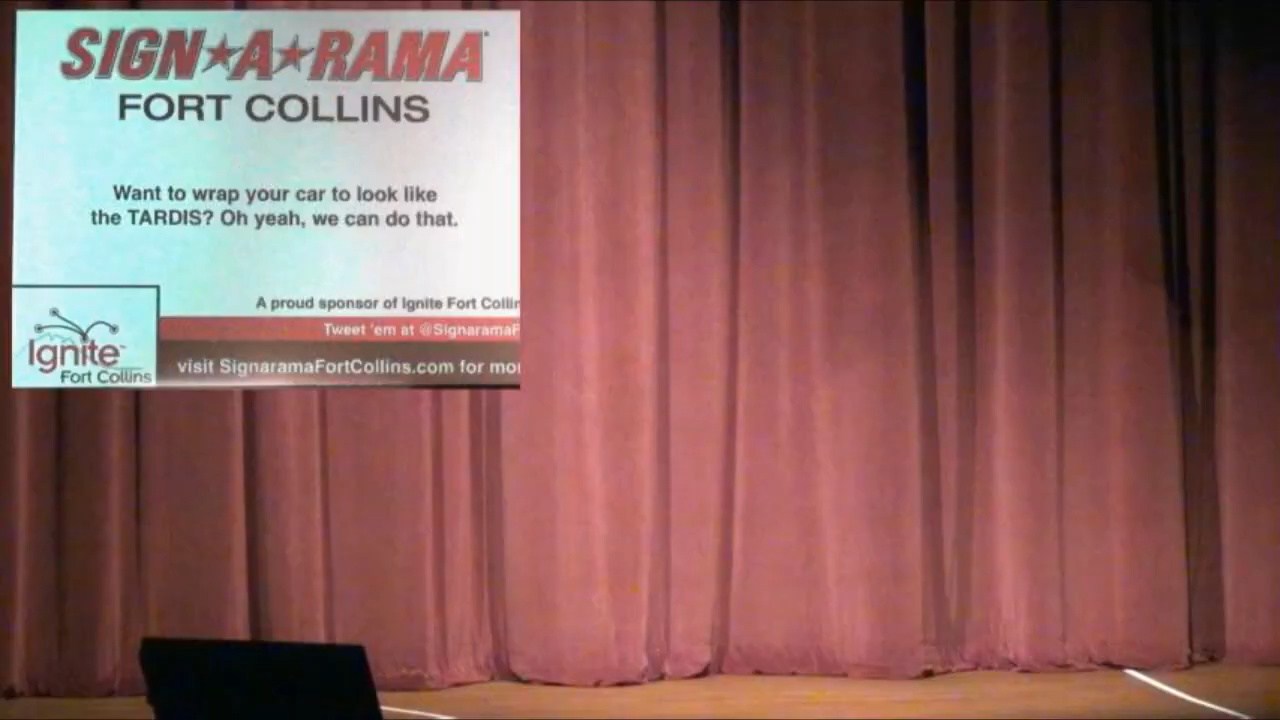 SIGN★A★RAMA
FORT COLLINS
Want to wrap your car to look like
the TARDIS? Oh yeah, we can do that.
A proud sponsor of Ignite Fort
Tweet 'em at
visit SignaramaFortCollins.com for
Ignite™
Fort Collins